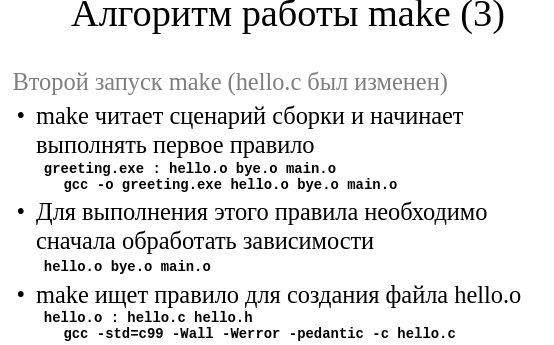 Алгоритм работы make (3)
Второй запуск make (hello.c был изменен)
• make читает сценарий сборки и начинает
выполнять первое правило
greeting.exe : hello.o bye.o main.o
gcc -o greeting.exe hello.o bye.o main.o
• Для выполнения этого правила необходимо
сначала обработать зависимости
hello.o bye.o main.o
• make ищет правило для создания файла hello.o
hello.o : hello.c hello.h
gcc -std=c99 -Wall -Werror -pedantic -c hello.c